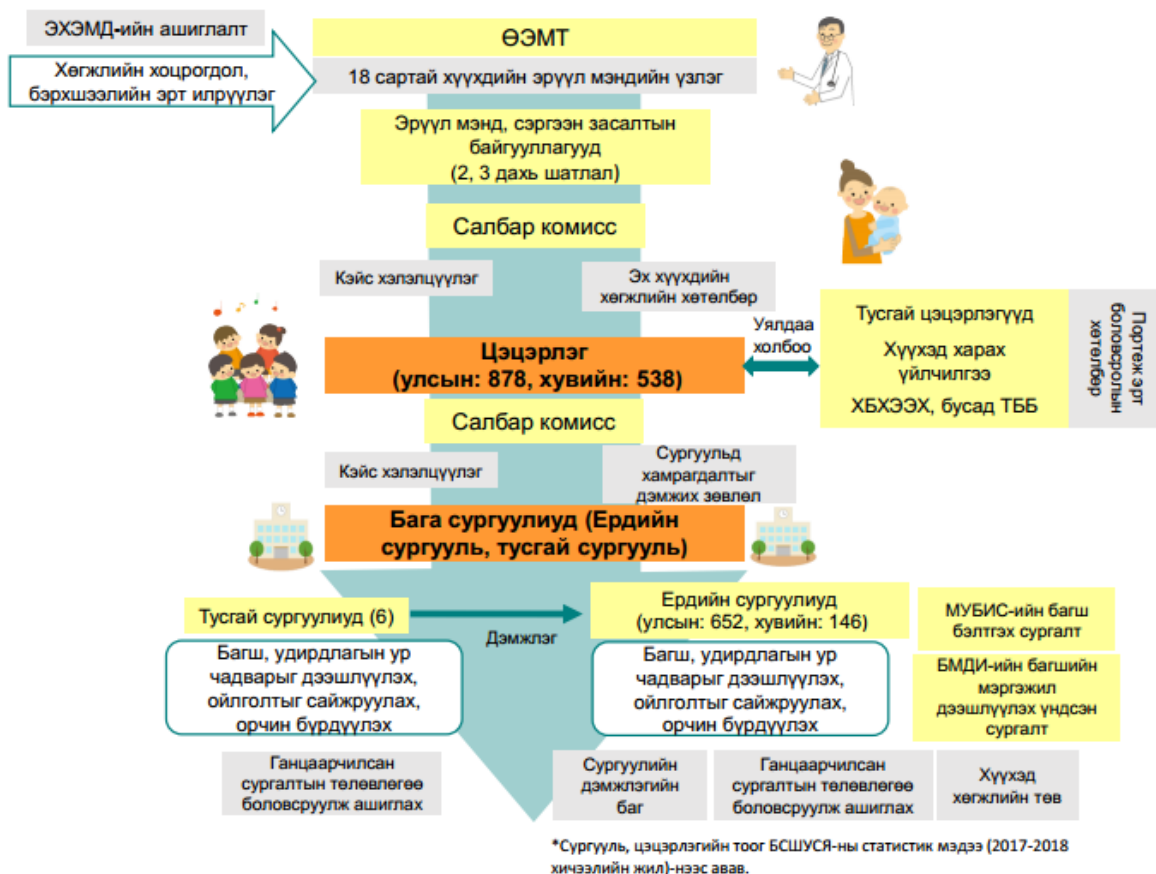 ЭХЭМД-ийн ашиглалт
Хөгжлийн хоцрогдол,
бэрхшээлийн эрт илрүүлэг
ӨЭМТ
18 сартай хүүхдийн эрүүл мэндийн үзлэг
Эрүүл мэнд, сэргээн засалтын
байгууллагууд
(2, 3 дахь шатлал)
Салбар комисс
Кэйс хэлэлцүүлэг
Эх хүүхдийн
хөгжлийн хөтөлбөр
Цэцэрлэг
(улсын: 878, хувийн: 538)
Уялдаа
холбоо
Тусгай цэцэрлэгүүд
Хүүхэд харах
үйлчилгээ
ХБХЭЭХ, бусад ТББ
Портеж эрт
боловсролын
хөтөлбөр
Салбар комисс
Кэйс хэлэлцүүлэг
Сургуульд
хамрагдалтыг
дэмжих зөвлөл
Бага сургуулиуд (Ердийн
сургууль, тусгай сургууль)
Тусгай сургуулиуд (6)
Дэмжлэг
Ердийн сургуулиуд
(улсын: 652, хувийн: 146)
МУБИС-ийн багш
бэлтгэх сургалт
Багш, удирдлагын ур
чадварыг дээшлүүлэх,
ойлголтыг сайжруулах,
орчин бүрдүүлэх
Багш, удирдлагын ур
чадварыг дээшлүүлэх,
ойлголтыг сайжруулах,
орчин бүрдүүлэх
БМДИ-ийн багшийн
мэргэжил
дээшлүүлэх үндсэн
сургалт
Ганцаарчилсан
сургалтын төлөвлөгөө
боловсруулж ашиглах
Сургуулийн
дэмжлэгийн
баг
Ганцаарчилсан
сургалтын төлөвлөгөө
боловсруулж ашиглах
Хүүхэд
хөгжлийн төв
*Сургууль, цэцэрлэгийн тоог БСШУСЯ-ны статистик мэдээ (2017-2018
хичээлийн жил)-нээс авав.